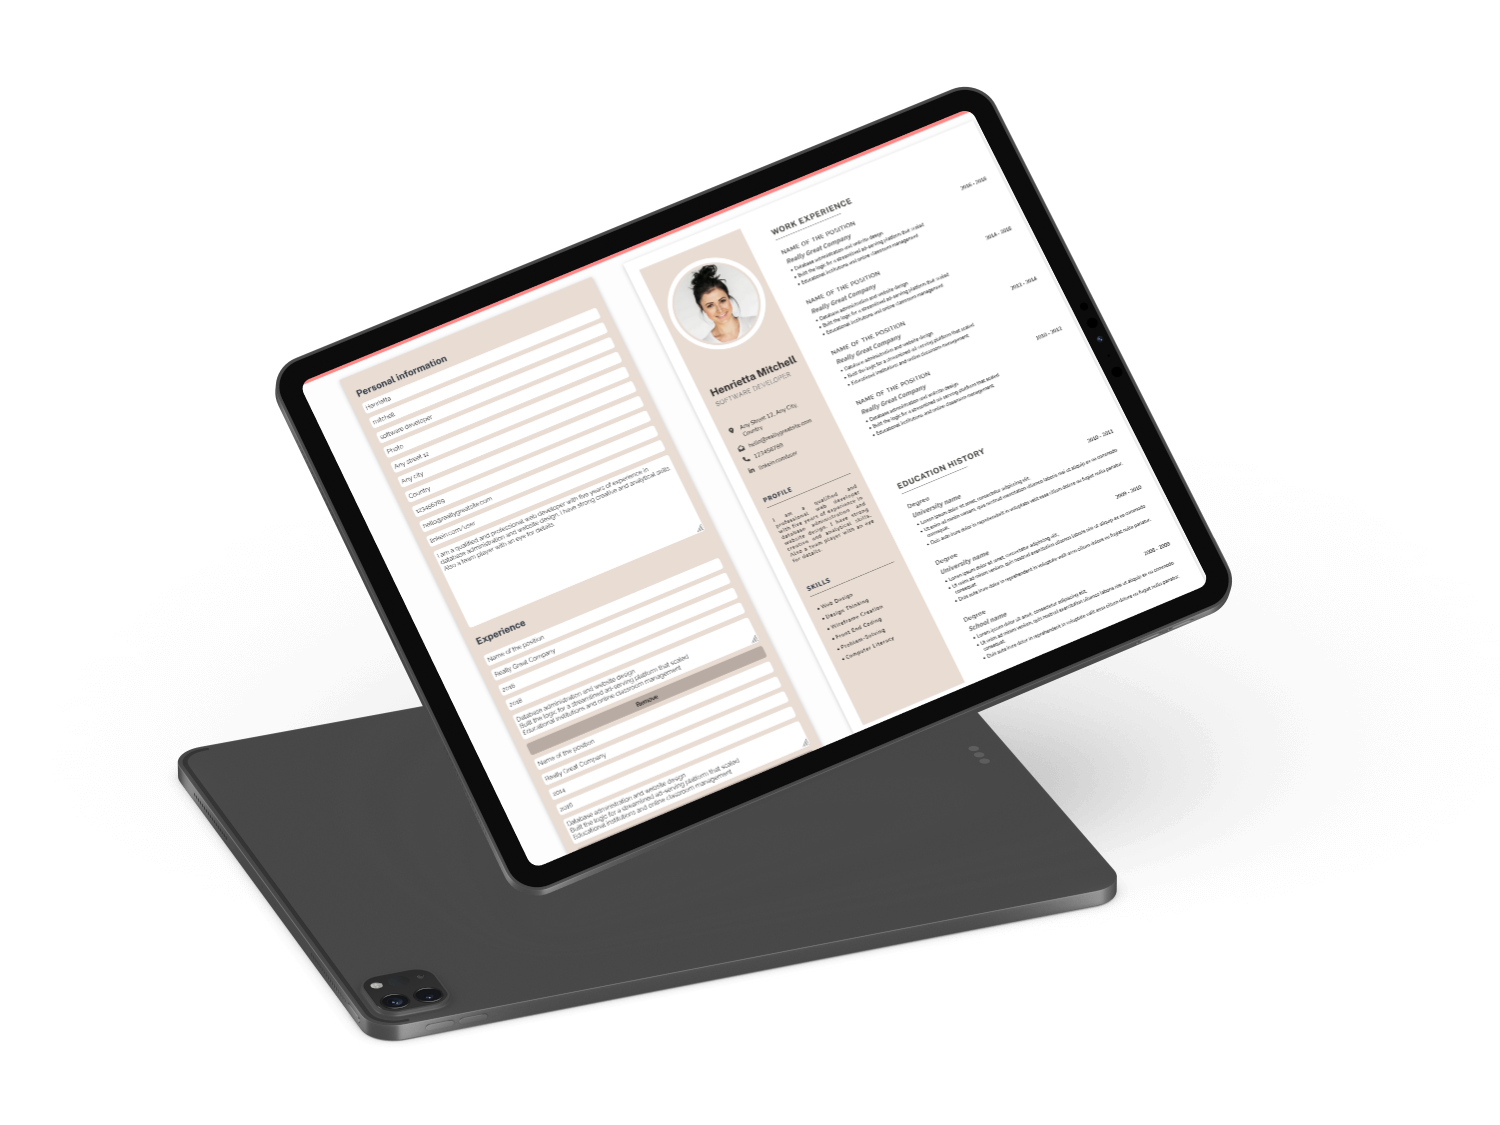 Personal information
Henrietta
mitchell
software developer
Photo
Any street 12
Any city
Country
123456789
hello@reallygreatsite.com
linkein.com/user
I am a qualified and professional web developer with five years of experience in
database administration and website design. I have strong creative and analytical skills.
Also a team player with an eye for details.
Experience
Name of the position
Really Great Company
2016
2018
Database administration and website design
Built the logic for a streamlined ad-serving platform that scaled
Educational institutions and online classroom management
Remove
Name of the position
Really Great Company
2014
2016
Database administration and website design
Built the logic for a streamlined ad-serving platform that scaled
Educational institutions and online classroom management
Henrietta Mitchell
SOFTWARE DEVELOPER
Any Street 12, Any City,
Country
hello@reallygreatsite.com
123456789
linkein.com/user
PROFILE
I am a qualified and
professional web developer
with five years of experience in
database administration and
website design. I have strong
creative and analytical skills.
Also a team player with an eye
for details.
SKILLS
• Web Design
• Design Thinking
• Wireframe Creation
• Front End Coding
• Problem-Solving
• Computer Literacy
WORK EXPERIENCE
NAME OF THE POSITION
2016 - 2018
Really Great Company
• Database administration and website design
• Built the logic for a streamlined ad-serving platform that scaled
• Educational institutions and online classroom management
NAME OF THE POSITION
2014 - 2016
Really Great Company
• Database administration and website design
• Built the logic for a streamlined ad-serving platform that scaled
• Educational institutions and online classroom management
NAME OF THE POSITION
Really Great Company
• Database administration and website design
• Built the logic for a streamlined ad-serving platform that scaled
• Educational institutions and online classroom management
NAME OF THE POSITION
Really Great Company
• Database administration and website design
• Built the logic for a streamlined ad-serving platform that scaled
• Educational institutions and online classroom management
EDUCATION HISTORY
Degree
2010 - 2011
University name
• Lorem ipsum dolor sit amet, consectetur adipiscing elit.
• Ut enim ad minim veniam, quis nostrud exercitation ullamco laboris nisi ut aliquip ex ea commodo
consequat.
• Duis aute irure dolor in reprehenderit in voluptate velit esse cillum dolore eu fugiat nulla pariatur.
Degree
2009 - 2010
University name
• Lorem ipsum dolor sit amet, consectetur adipiscing elit.
• Ut enim ad minim veniam, quis nostrud exercitation ullamco laboris nisi ut aliquip ex ea commodo
consequat.
• Duis aute irure dolor in reprehenderit in voluptate velit esse cillum dolore eu fugiat nulla pariatur.
Degree
2008 - 2009
School name
• Lorem ipsum dolor sit amet, consectetur adipiscing elit.
• Ut enim ad minim veniam, quis nostrud exercitation ullamco laboris nisi ut aliquip ex ea commodo
consequat.
• Duis aute irure dolor in reprehenderit in voluptate velit esse cillum dolore eu fugiat nulla pariatur.